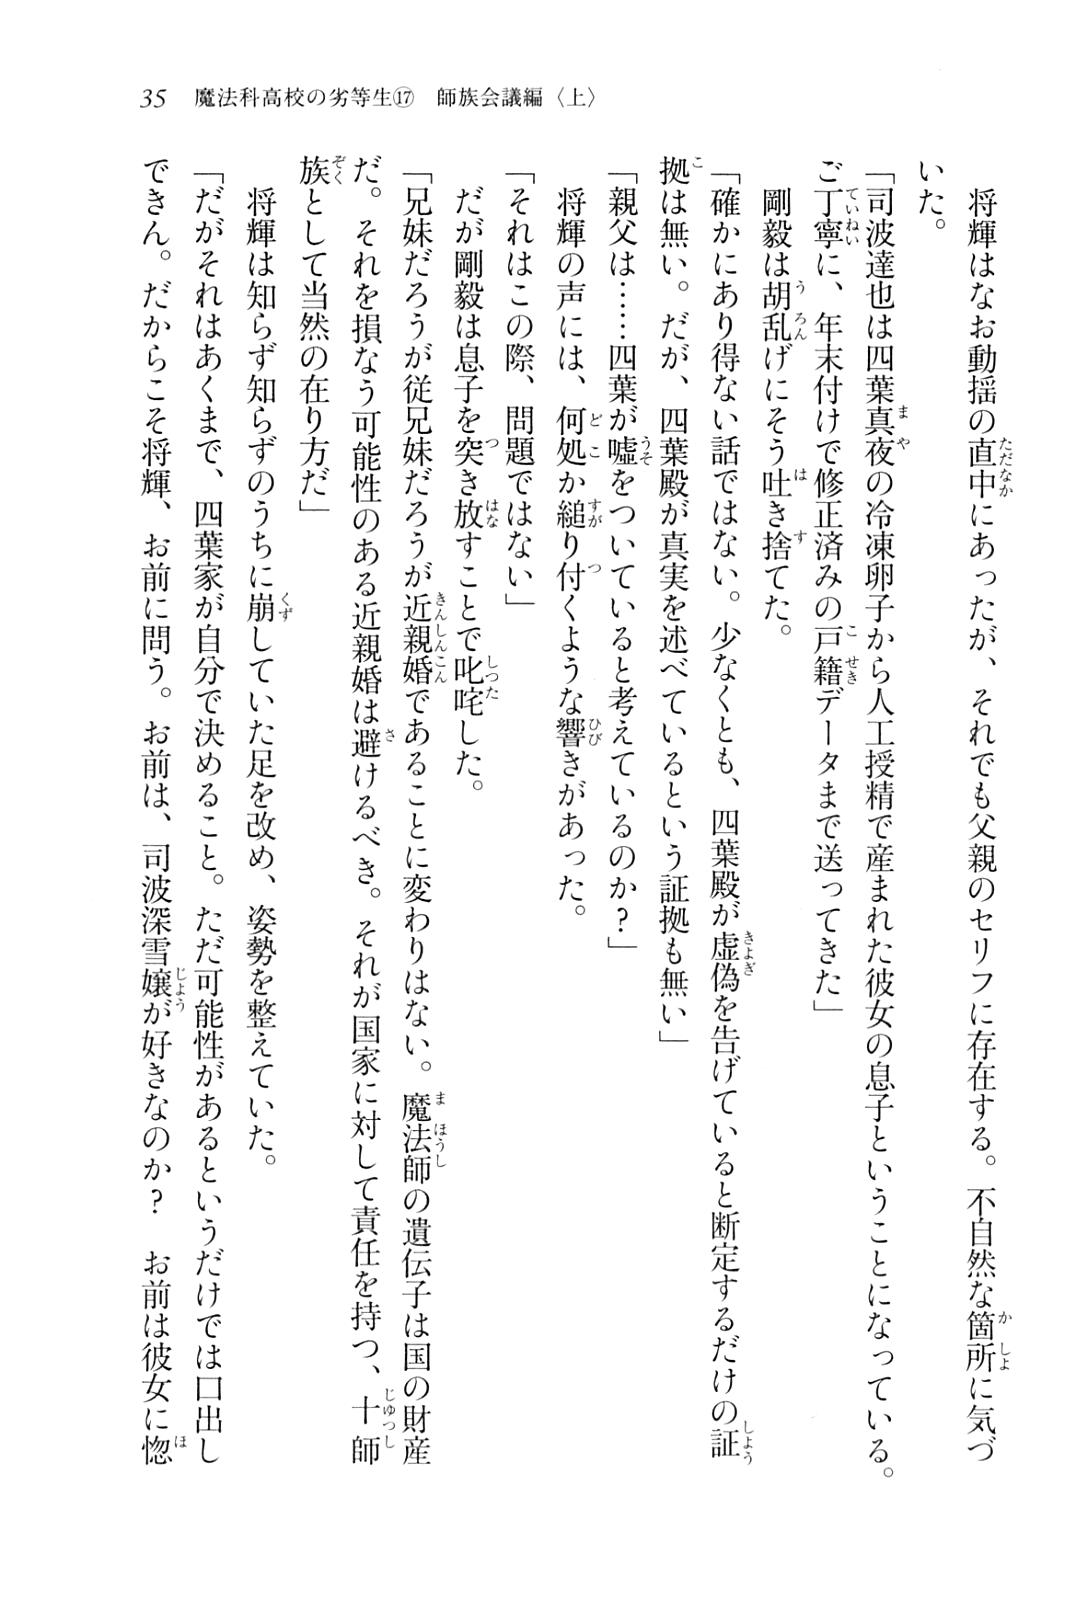 35　魔法科高校の劣等生⑰　師族会議編〈上〉
　将輝はなお動揺の直中にあったが、それでも父親のセリフに存在する。不自然な箇所に気づ
いた。
「司波達也は四葉真夜の冷凍卵子から人工授精で産まれた彼女の息子ということになっている。
ご丁寧に、年末付けで修正済みの戸籍データまで送ってきた」
　剛毅は胡乱げにそう吐き捨てた。
「確かにあり得ない話ではない。少なくとも、四葉殿が虚偽を告げていると断定するだけの証
拠は無い。だが、四葉殿が真実を述べているという証拠も無い」
「親父は……四葉が嘘をついていると考えているのか？」
　将輝の声には、何処か縋り付くような響きがあった。
「それはこの際、問題ではない」
　だが剛毅は息子を突き放すことで叱咤した。
「兄妹だろうが従兄妹だろうが近親婚であることに変わりはない。魔法師の遺伝子は国の財産
だ。それを損なう可能性のある近親婚は避けるべき。それが国家に対して責任を持つ、十師
族として当然の在り方だ」
　将輝は知らず知らずのうちに崩していた足を改め、姿勢を整えていた。
「だがそれはあくまで、四葉家が自分で決めること。ただ可能性があるというだけでは口出し
できん。だからこそ将輝、お前に問う。お前は、司波深雪嬢が好きなのか？　お前は彼女に惚